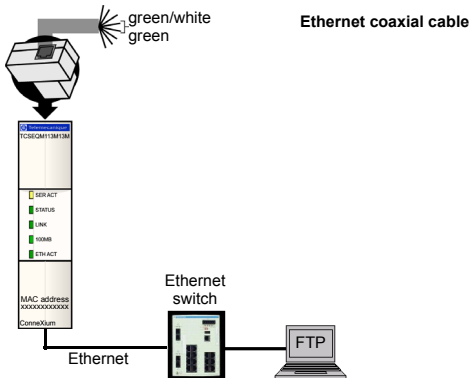 green/white
green
Ethernet coaxial cable
Telemecanique
TCSEQM113M13M
SER ACT
STATUS
LINK
100MB
ETH ACT
MAC address
XXXXXXXXXXXX
ConneXium
Ethernet
Ethernet
switch
FTP